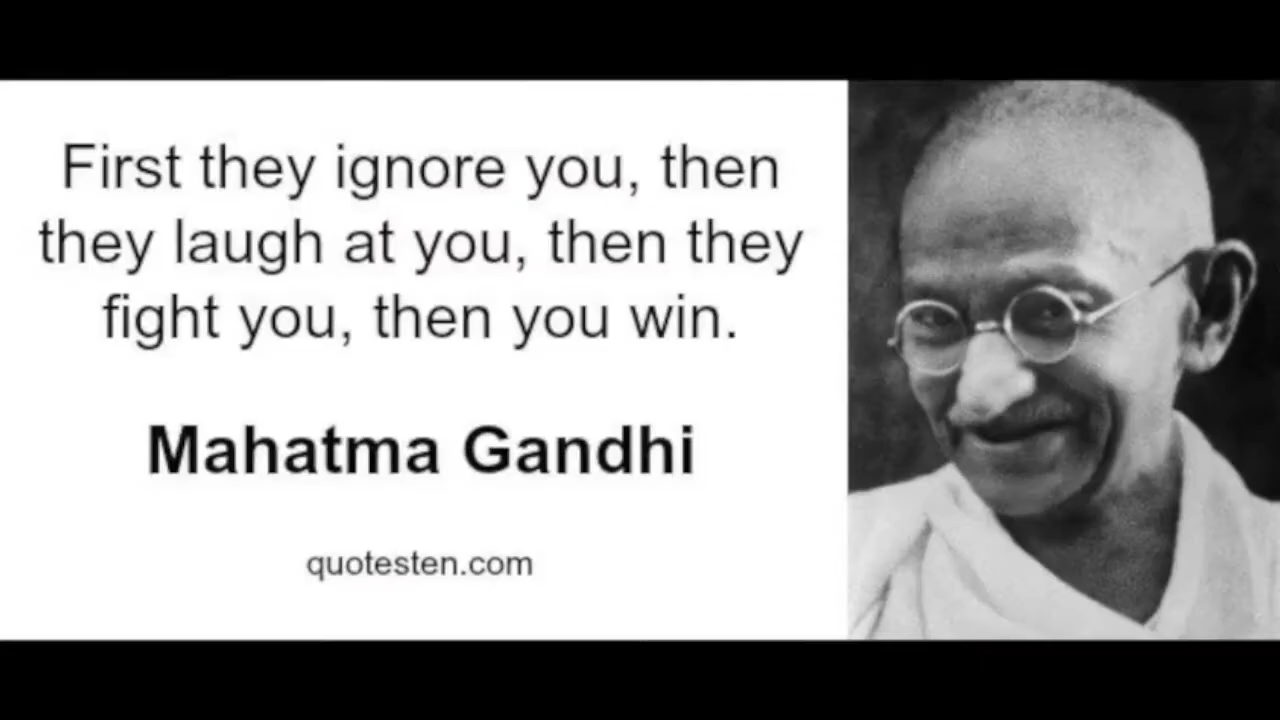 First they ignore you, then
they laugh at you, then they
fight you, then you win.
Mahatma Gandhi
quotesten.com